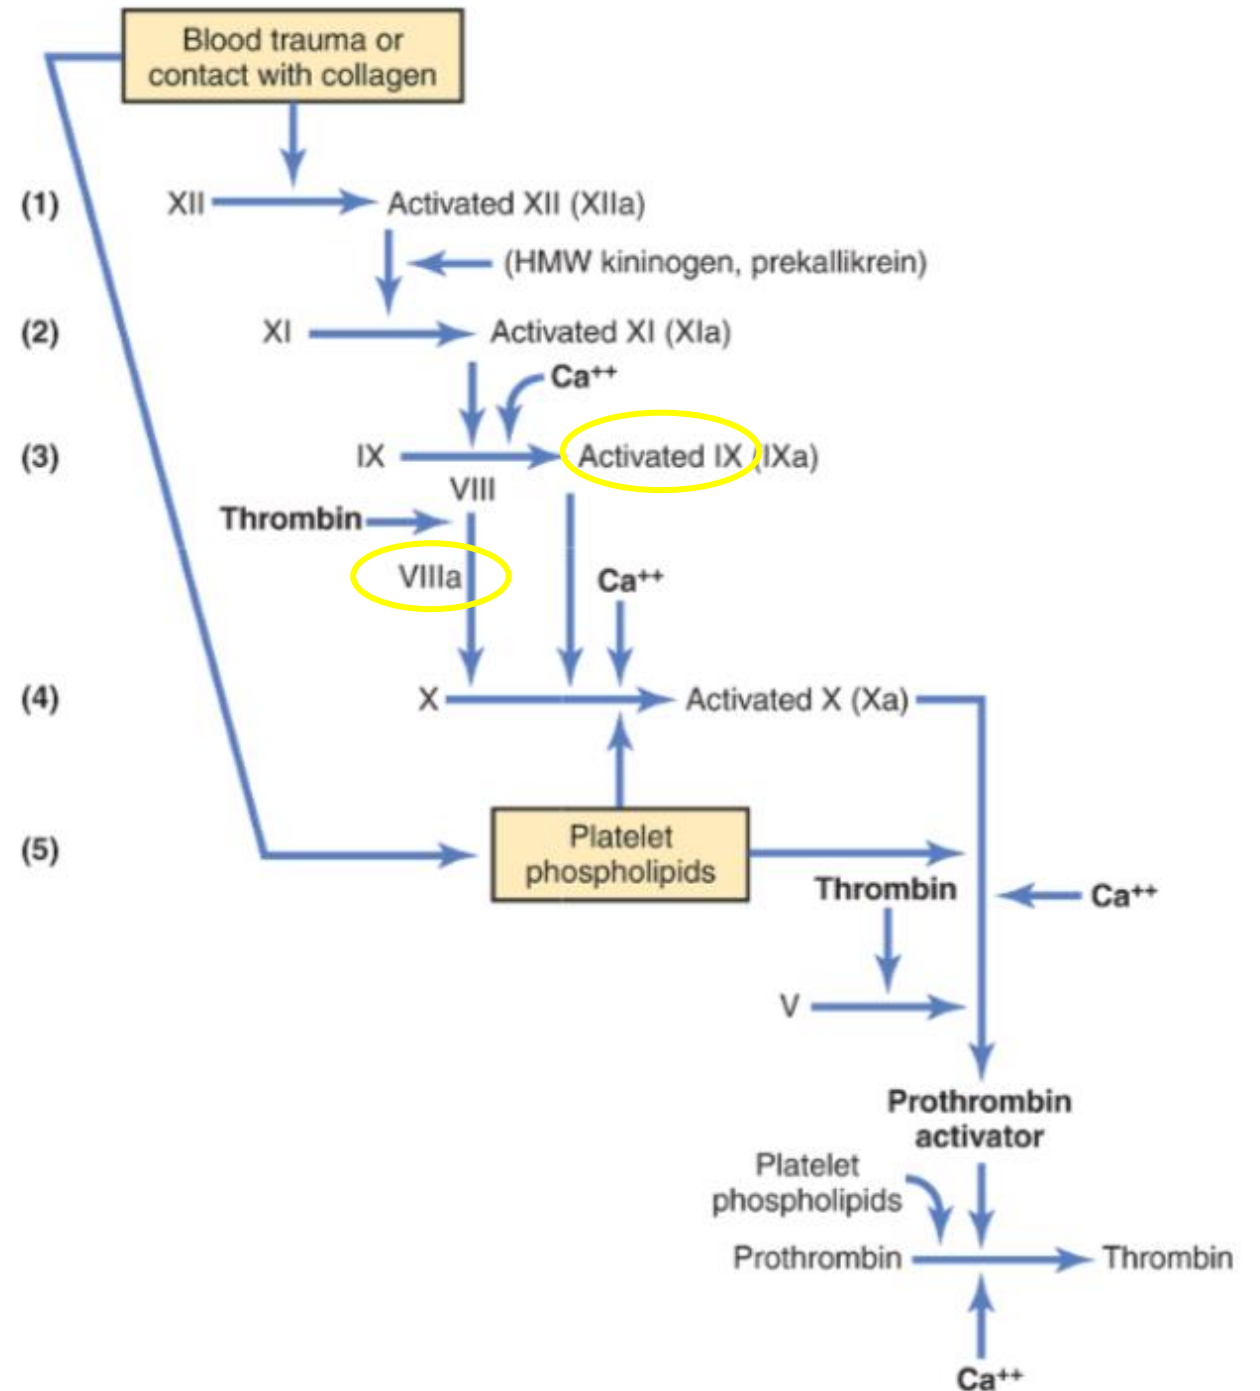 Blood trauma or
contact with collagen
(1) XII Activated XII (XIIa)
(HMW kininogen, prekallikrein)
(2) XI Activated XI (XIa)
Ca++
(3) IX Activated IX (IXa)
VIII
Thrombin
VIIIa Ca++
(4) X Activated X (Xa)
(5) Platelet
phospholipids
Thrombin Ca++
V
Prothrombin
activator
Platelet
phospholipids
Prothrombin Thrombin
Ca++